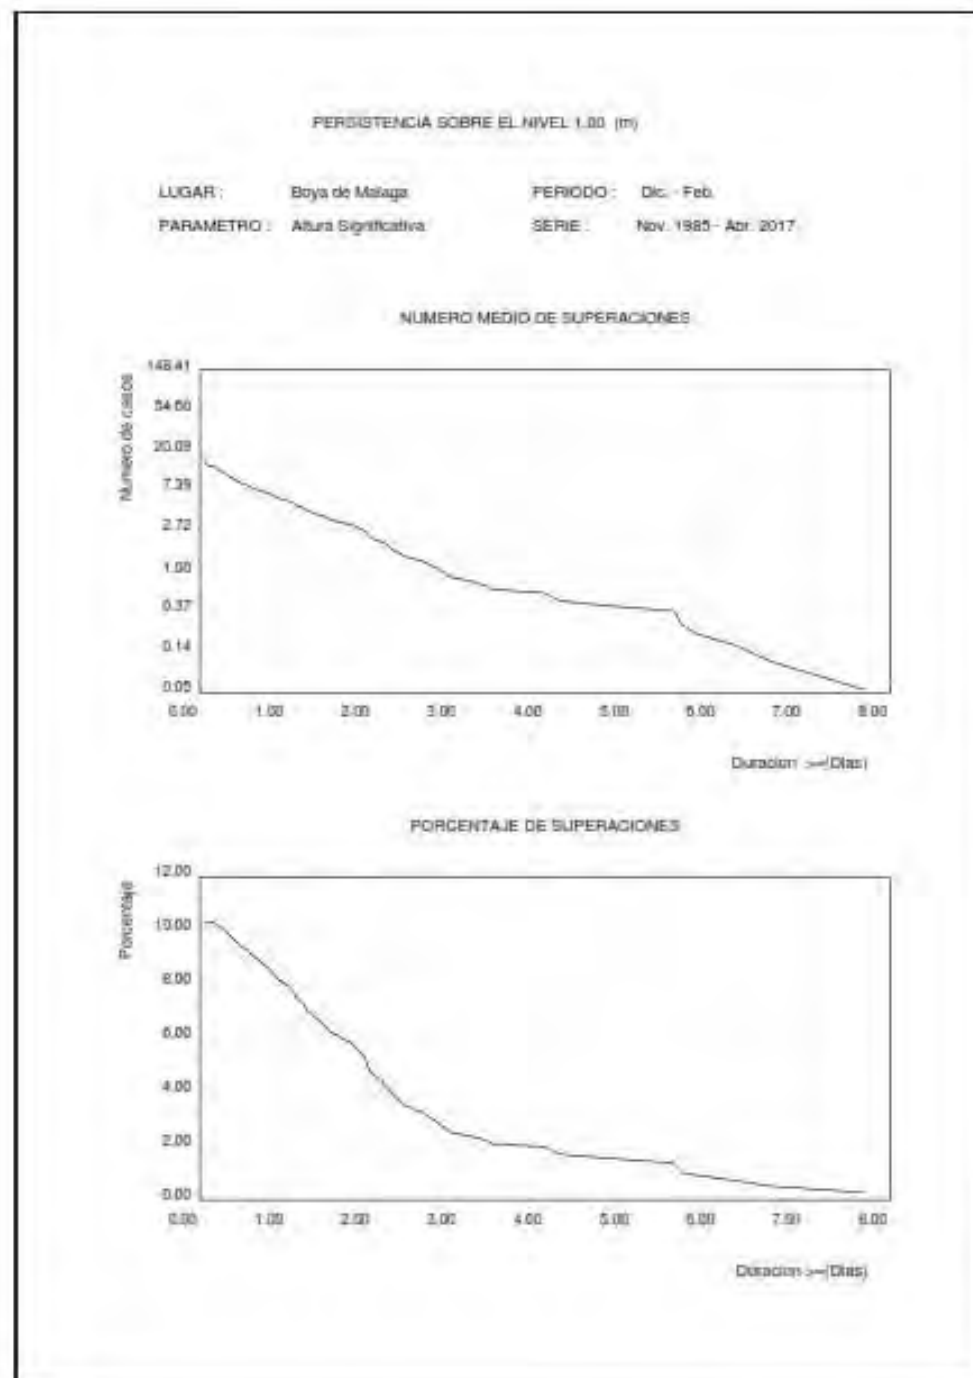 PERSISTENCIA SOBRE EL NIVEL 1.00 (m)
LUGAR : Boya de Malaga PERIODO : Dic. - Feb.
PARAMETRO : Altura Significativa SERIE : Nov. 1985 - Abr. 2017
NUMERO MEDIO DE SUPERACIONES
Numero de casos
148.41
54.60
20.09
7.39
2.72
1.00
0.37
0.14
0.05
0.00 1.00 2.00 3.00 4.00 5.00 6.00 7.00 8.00
Duracion >=(Dias)
PORCENTAJE DE SUPERACIONES
Porcentaje
12.00
10.00
8.00
6.00
4.00
2.00
-0.00
0.00 1.00 2.00 3.00 4.00 5.00 6.00 7.00 8.00
Duracion >=(Dias)